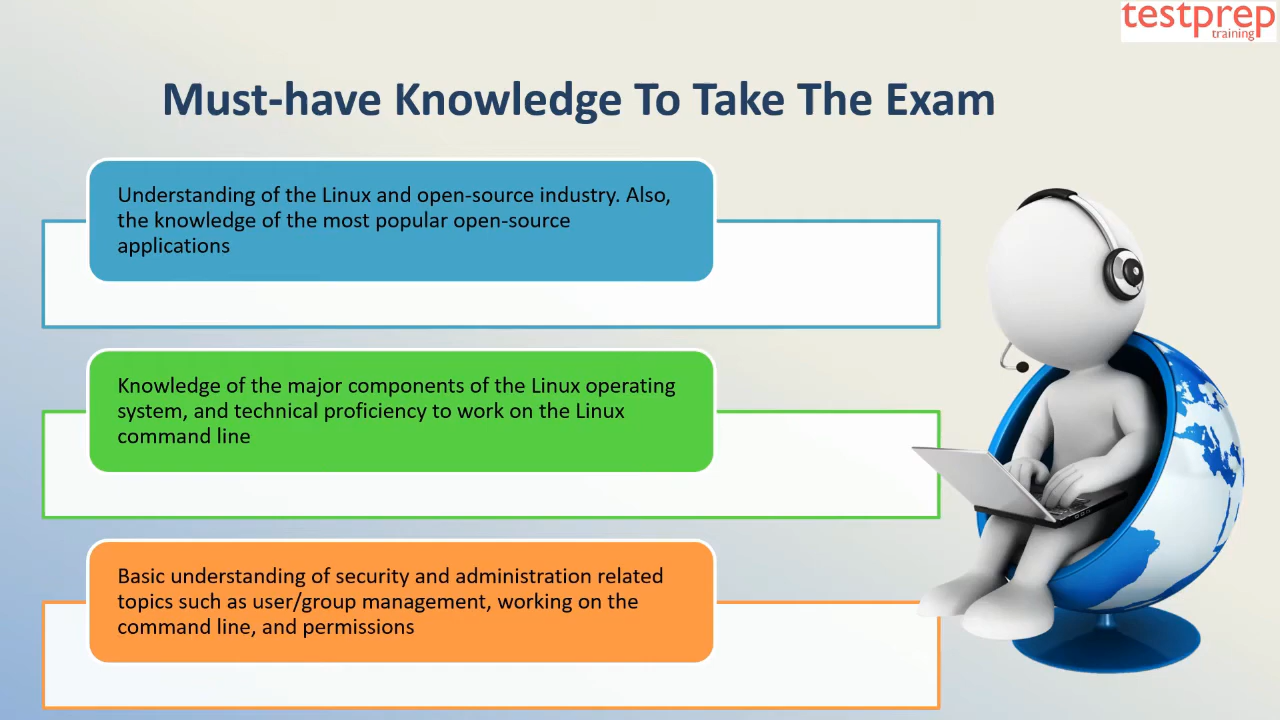 testprep
training
Must-have Knowledge To Take The Exam
Understanding of the Linux and open-source industry. Also,
the knowledge of the most popular open-source
applications
Knowledge of the major components of the Linux operating
system, and technical proficiency to work on the Linux
command line
Basic understanding of security and administration related
topics such as user/group management, working on the
command line, and permissions